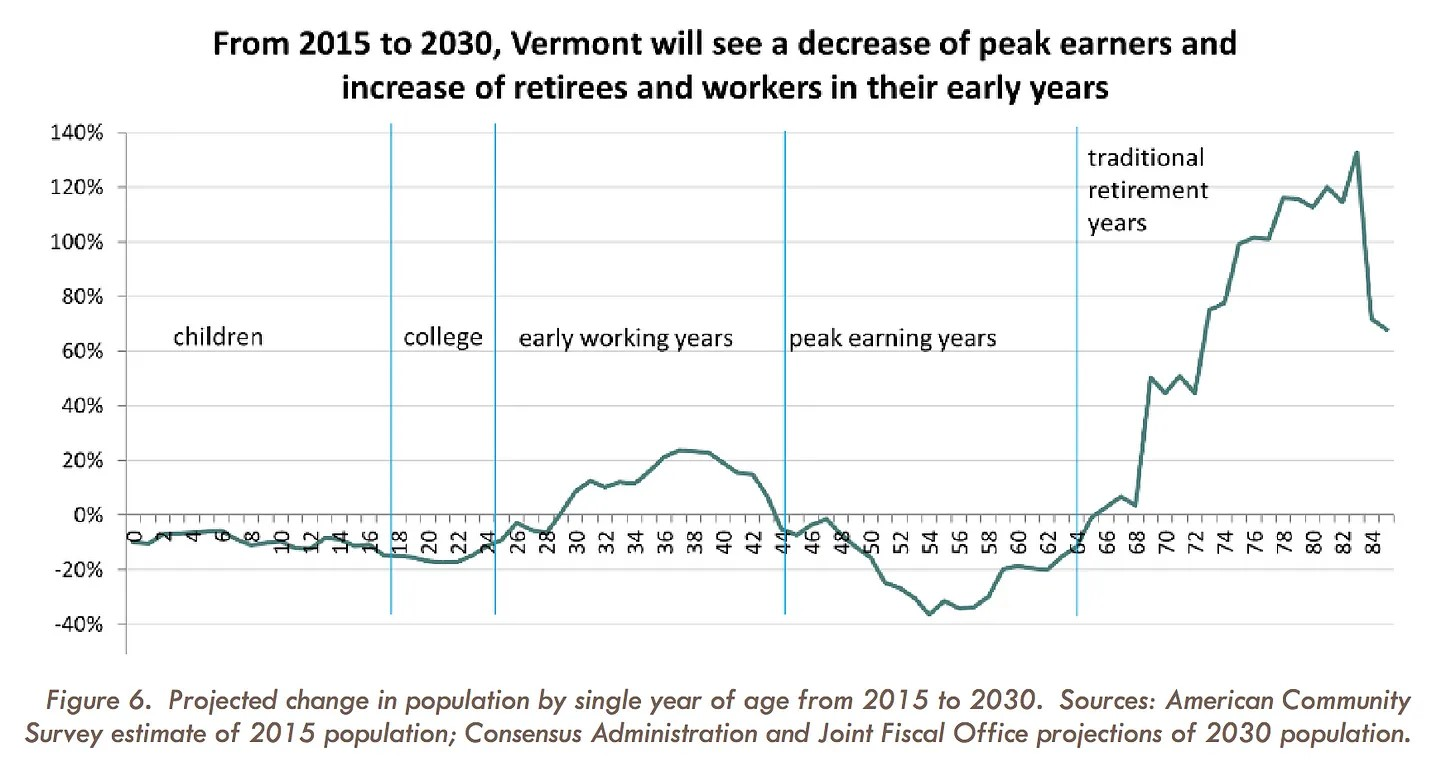 From 2015 to 2030, Vermont will see a decrease of peak earners and
increase of retirees and workers in their early years
140%
120%
100%
80%
60%
40%
20%
0%
-20%
-40%
children
college
early working years
peak earning years
traditional
retirement
years
0 2 4 6 8 10 12 14 16 18 20 22 24 26 28 30 32 34 36 38 40 42 44 46 48 50 52 54 56 58 60 62 64 66 68 70 72 74 76 78 80 82 84
Figure 6. Projected change in population by single year of age from 2015 to 2030. Sources: American Community
Survey estimate of 2015 population; Consensus Administration and Joint Fiscal Office projections of 2030 population.